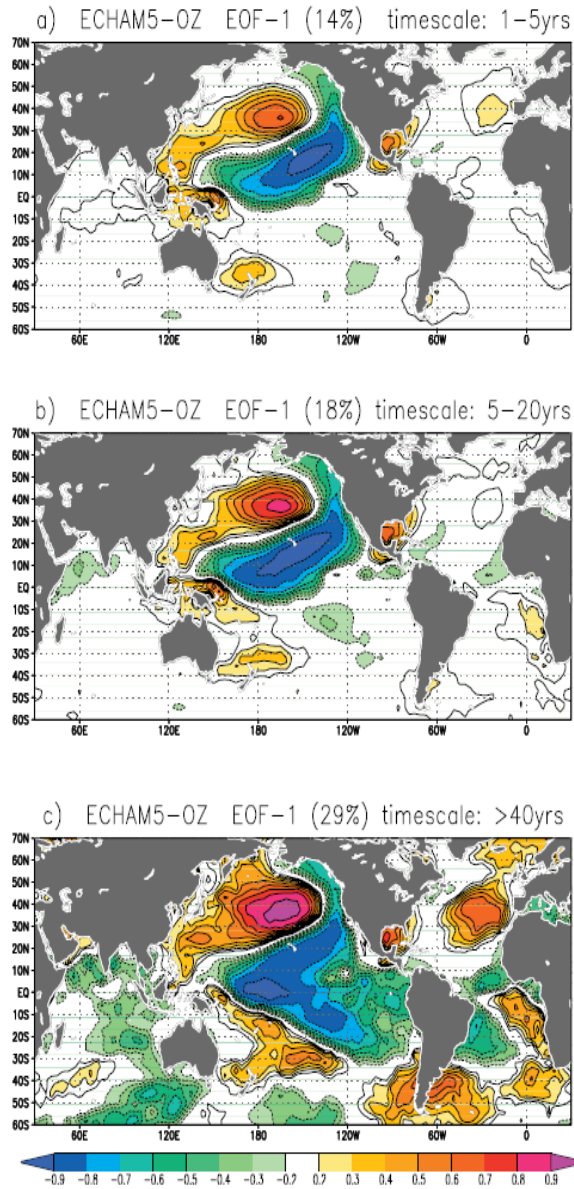 a) ECHAM5-OZ EOF-1 (14%) timescale: 1-5yrs
70N
60N
50N
40N
30N
20N
10N
EQ
10S
20S
30S
40S
50S
60S
60E 120E 180 120W 60W 0
b) ECHAM5-OZ EOF-1 (18%) timescale: 5-20yrs
70N
60N
50N
40N
30N
20N
10N
EQ
10S
20S
30S
40S
50S
60S
60E 120E 180 120W 60W 0
c) ECHAM5-OZ EOF-1 (29%) timescale: >40yrs
70N
60N
50N
40N
30N
20N
10N
EQ
10S
20S
30S
40S
50S
60S
60E 120E 180 120W 60W 0
-0.9 -0.8 -0.7 -0.6 -0.5 -0.4 -0.3 -0.2 0.2 0.3 0.4 0.5 0.6 0.7 0.8 0.9